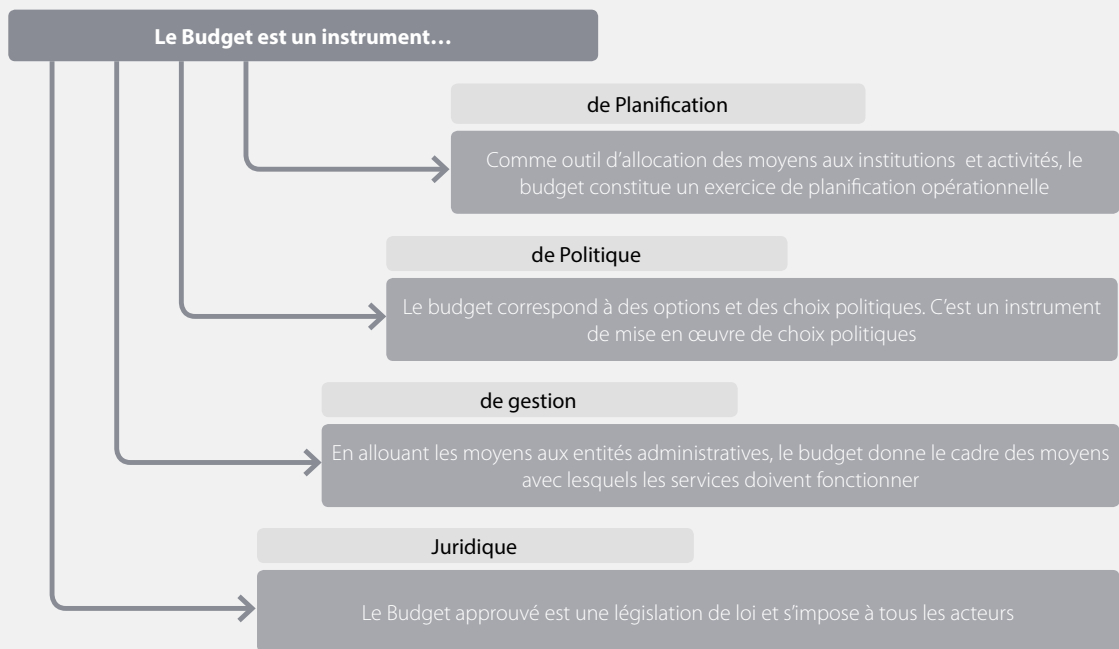 Le Budget est un instrument…
de Planification
Comme outil d’allocation des moyens aux institutions et activités, le
budget constitue un exercice de planification opérationnelle
de Politique
Le budget correspond à des options et des choix politiques. C’est un instrument
de mise en œuvre de choix politiques
de gestion
En allouant les moyens aux entités administratives, le budget donne le cadre des moyens
avec lesquels les services doivent fonctionner
Juridique
Le Budget approuvé est une législation de loi et s’impose à tous les acteurs